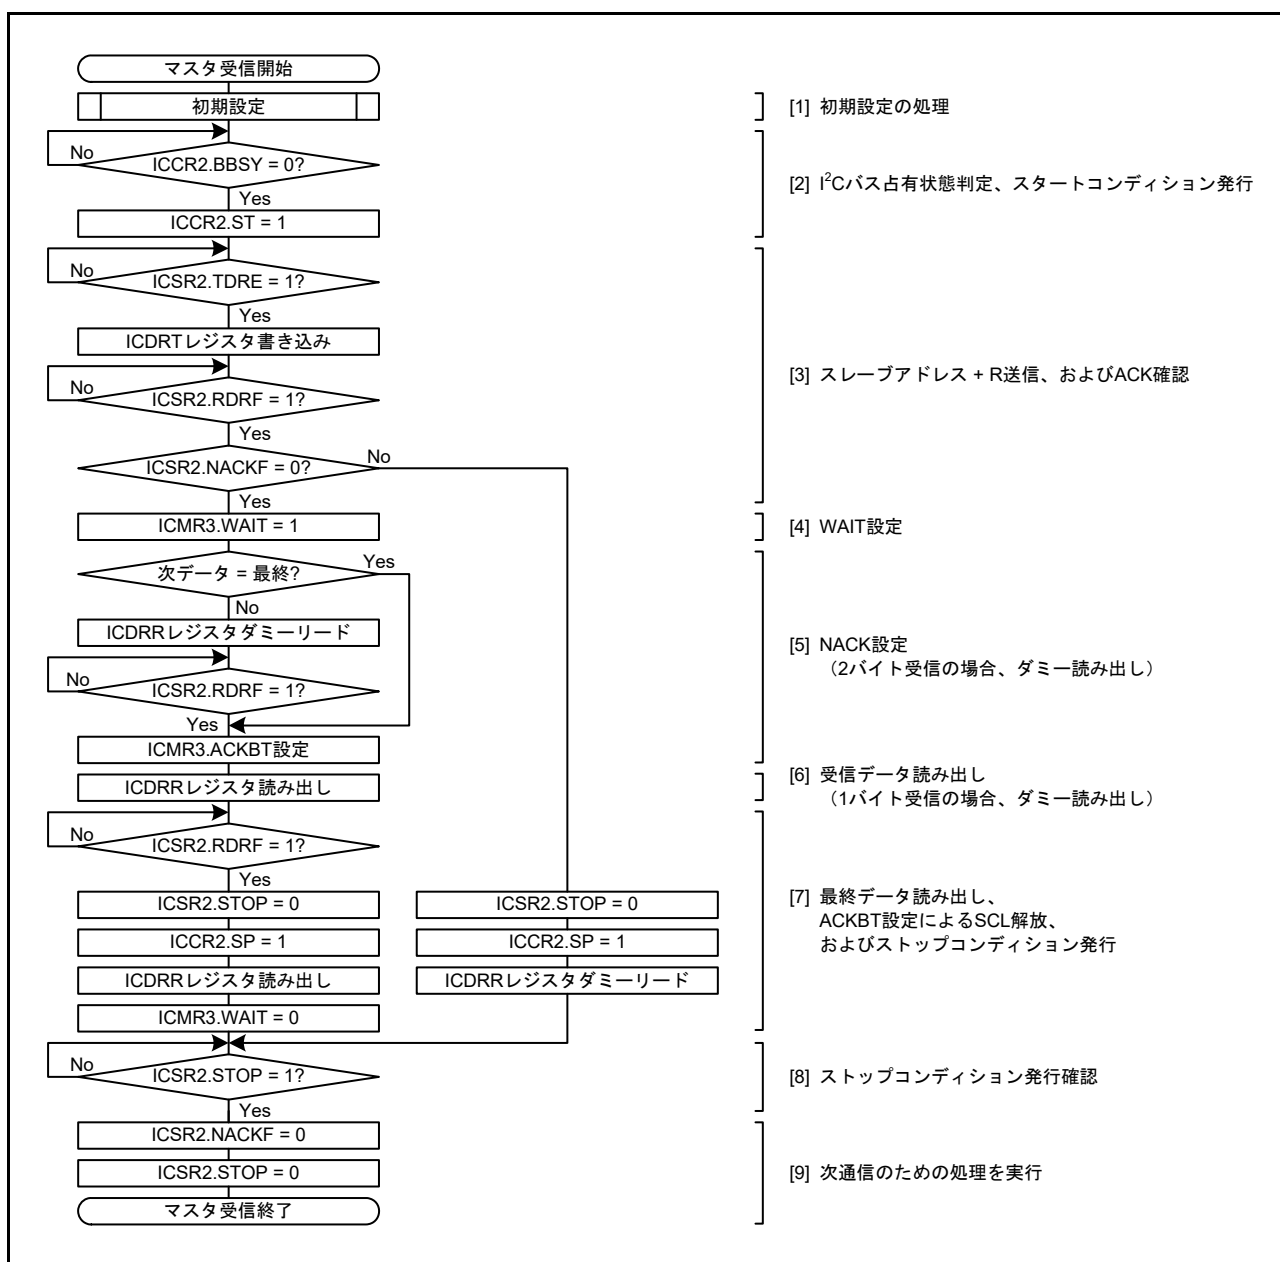 マスタ受信開始
初期設定
[1] 初期設定の処理
No
ICCR2.BBSY = 0?
Yes
ICCR2.ST = 1
[2] I²Cバス占有状態判定、スタートコンディション発行
No
ICSR2.TDRE = 1?
Yes
ICDRTレジスタ書き込み
No
ICSR2.RDRF = 1?
Yes
ICSR2.NACKF = 0?
No
Yes
[3] スレーブアドレス + R送信、およびACK確認
ICMR3.WAIT = 1
[4] WAIT設定
次データ = 最終?
Yes
No
ICDRRレジスタダミーリード
No
ICSR2.RDRF = 1?
Yes
ICMR3.ACKBT設定
[5] NACK設定
（2バイト受信の場合、ダミー読み出し）
ICDRRレジスタ読み出し
[6] 受信データ読み出し
（1バイト受信の場合、ダミー読み出し）
No
ICSR2.RDRF = 1?
Yes
ICSR2.STOP = 0
ICCR2.SP = 1
ICDRRレジスタ読み出し
ICMR3.WAIT = 0
ICSR2.STOP = 0
ICCR2.SP = 1
ICDRRレジスタダミーリード
[7] 最終データ読み出し、
ACKBT設定によるSCL解放、
およびストップコンディション発行
No
ICSR2.STOP = 1?
Yes
[8] ストップコンディション発行確認
ICSR2.NACKF = 0
ICSR2.STOP = 0
マスタ受信終了
[9] 次通信のための処理を実行